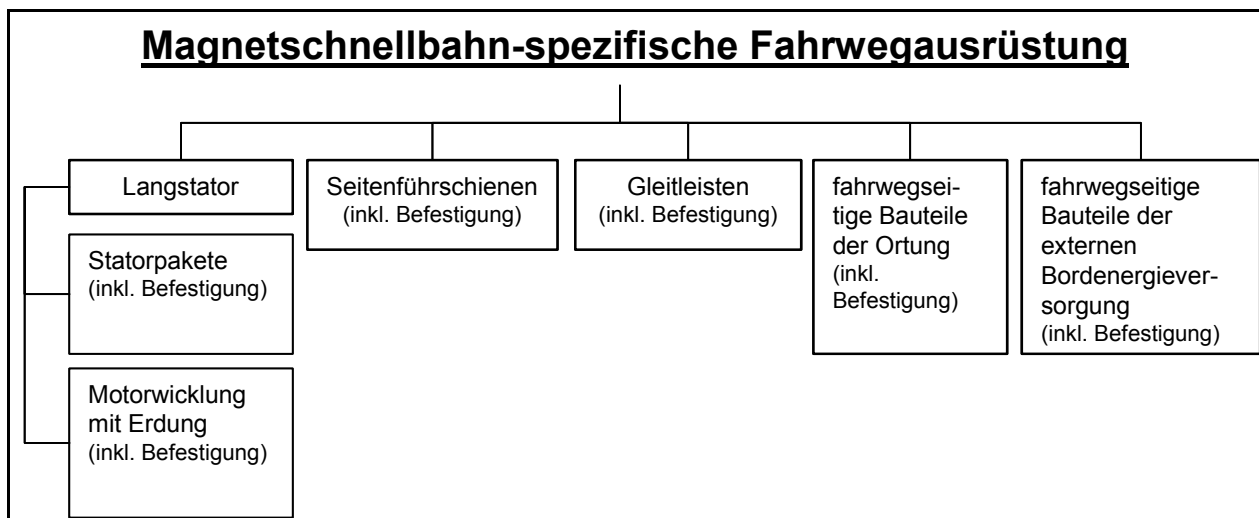 Magnetschnellbahn-spezifische Fahrwegausrüstung
Langstator
Statorpakete
(inkl. Befestigung)
Motorwicklung
mit Erdung
(inkl. Befestigung)
Seitenführschienen
(inkl. Befestigung)
Gleitleisten
(inkl. Befestigung)
fahrwegsei-
tige Bauteile
der Ortung
(inkl.
Befestigung)
fahrwegseitige
Bauteile der
externen
Bordenergiever-
sorgung
(inkl. Befestigung)